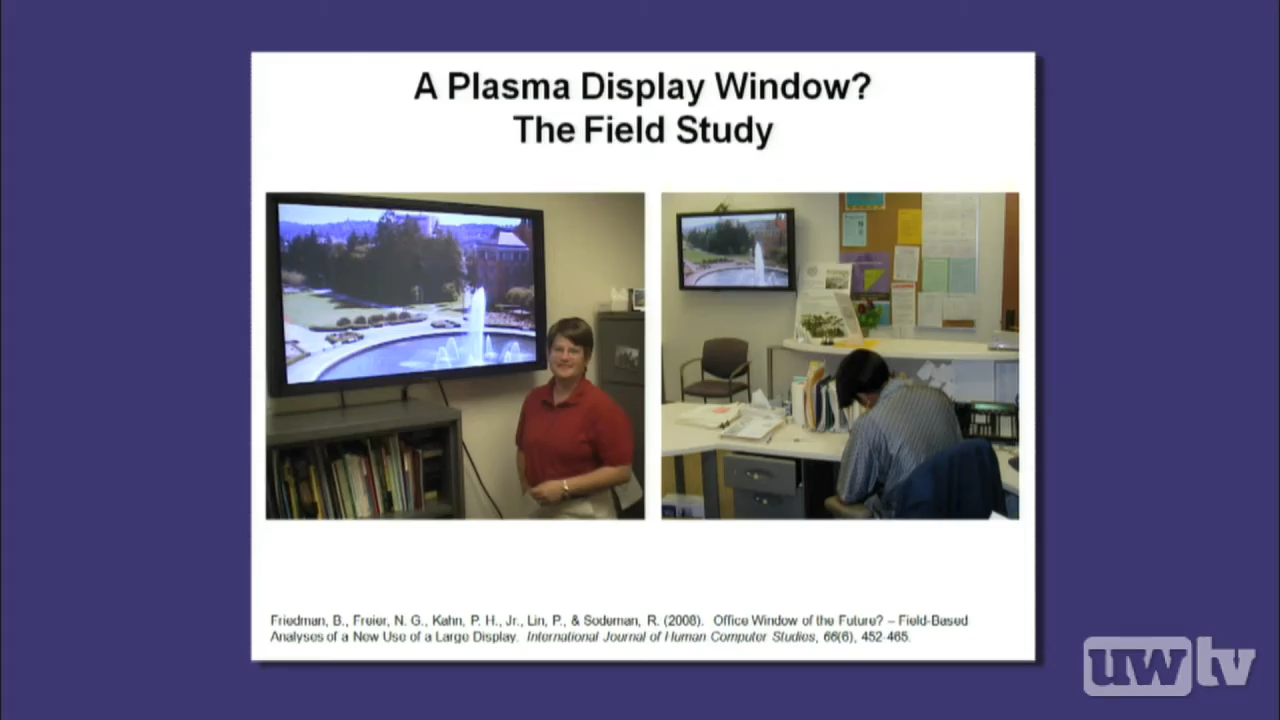 A Plasma Display Window?
The Field Study
Friedman, B., Freier, N. G., Kahn, P. H., Jr., Lin, P., & Sodeman, R. (2008). Office Window of the Future? – Field-Based
Analyses of a New Use of a Large Display. International Journal of Human Computer Studies, 66(6), 452-465.
uwtv